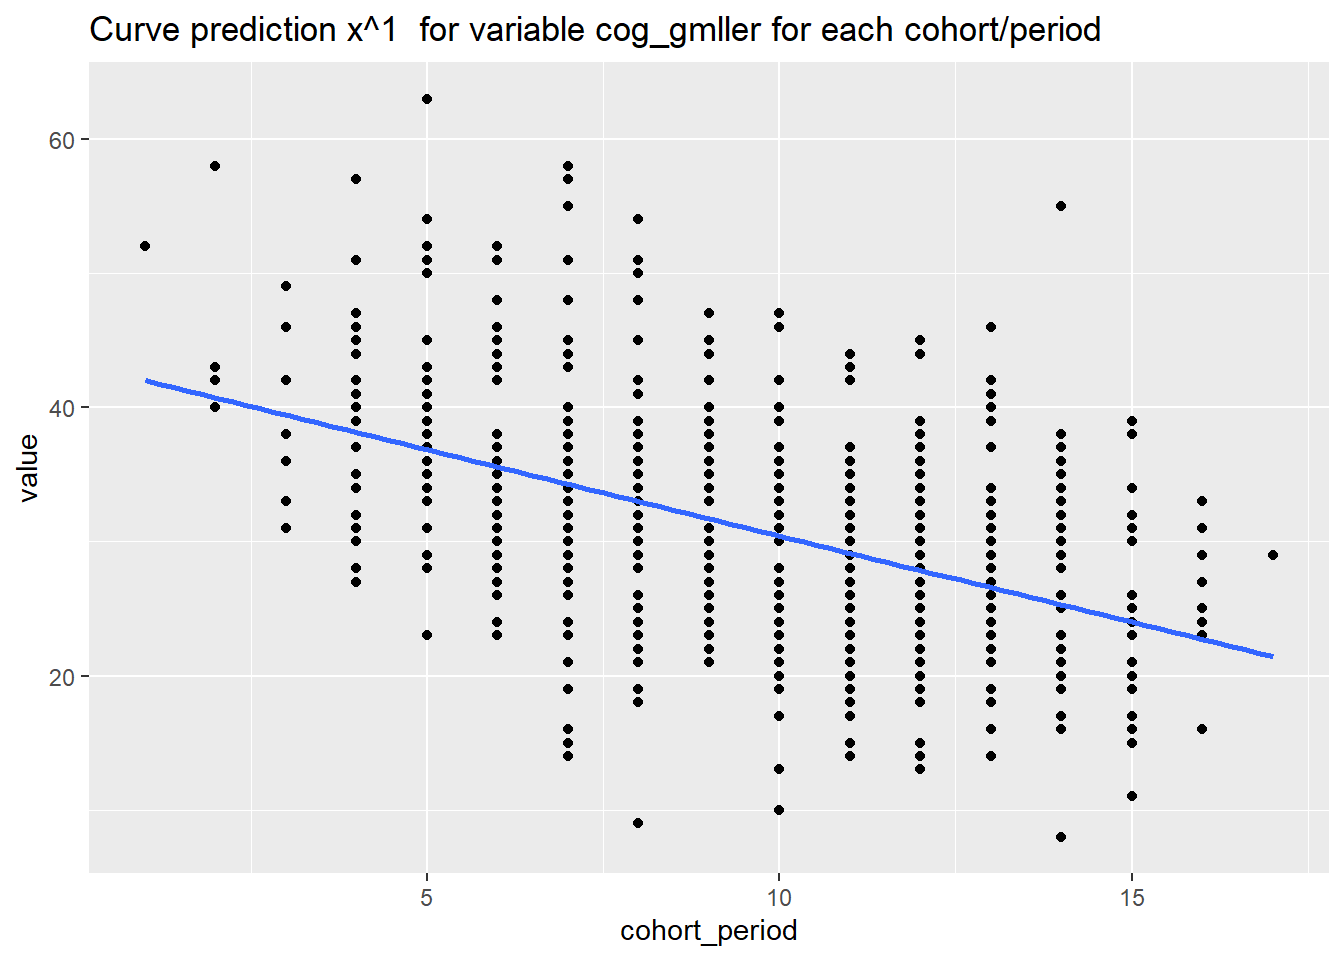 Curve prediction x^1  for variable cog_gmller for each cohort/period
60
40
20
value
5 10 15
cohort_period